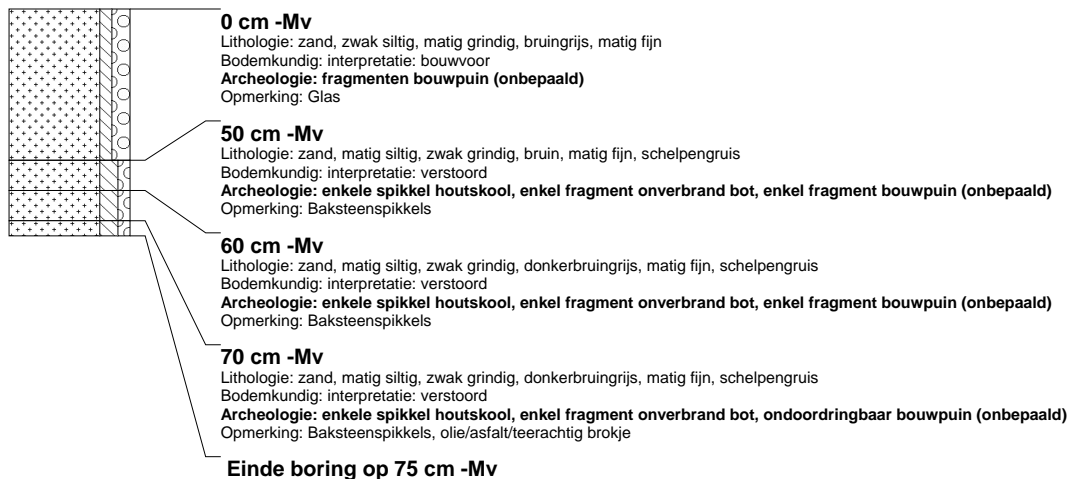 0 cm -Mv
Lithologie: zand, zwak siltig, matig grindig, bruingrijs, matig fijn
Bodemkundig: interpretatie: bouwvoor
Archeologie: fragmenten bouwpuin (onbepaald)
Opmerking: Glas
50 cm -Mv
Lithologie: zand, matig siltig, zwak grindig, bruin, matig fijn, schelpengruis
Bodemkundig: interpretatie: verstoord
Archeologie: enkele spikkel houtskool, enkel fragment onverbrand bot, enkel fragment bouwpuin (onbepaald)
Opmerking: Baksteenspikkels
60 cm -Mv
Lithologie: zand, matig siltig, zwak grindig, donkerbruingrijs, matig fijn, schelpengruis
Bodemkundig: interpretatie: verstoord
Archeologie: enkele spikkel houtskool, enkel fragment onverbrand bot, enkel fragment bouwpuin (onbepaald)
Opmerking: Baksteenspikkels
70 cm -Mv
Lithologie: zand, matig siltig, zwak grindig, donkerbruingrijs, matig fijn, schelpengruis
Bodemkundig: interpretatie: verstoord
Archeologie: enkele spikkel houtskool, enkel fragment onverbrand bot, ondoordringbaar bouwpuin (onbepaald)
Opmerking: Baksteenspikkels, olie/asfalt/teerachtig brokje
Einde boring op 75 cm -Mv